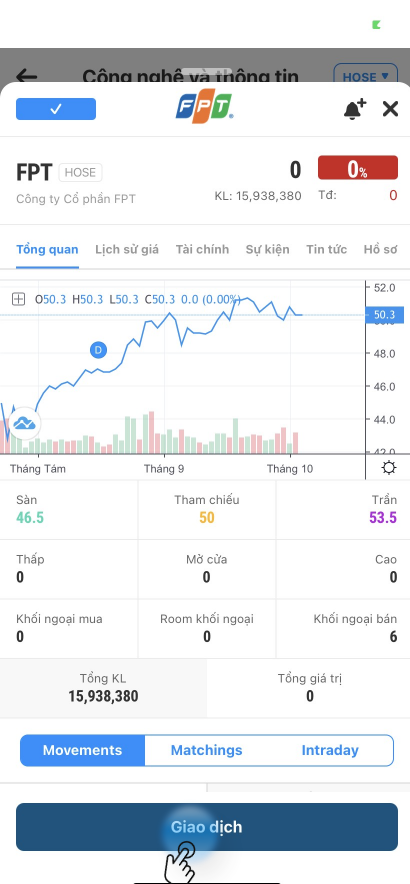 Công nghệ và thông tin HOSE ▼
FPT
FPT HOSE 0 0%
Công ty Cổ phần FPT KL: 15,938,380 Tđ: 0
Tổng quan Lịch sử giá Tài chính Sự kiện Tin tức Hồ sơ
52.0
O50.3 H50.3 L50.3 C50.3 0.0 (0.00%)
50.3
D
48.0
46.0
44.0
42.0
Tháng Tám Tháng 9 Tháng 10
Sàn Tham chiếu Trần
46.5 50 53.5
Thấp Mở cửa Cao
0 0 0
Khối ngoại mua Room khối ngoại Khối ngoại bán
0 0 6
Tổng KL Tổng giá trị
15,938,380 0
Movements Matchings Intraday
Giao dịch